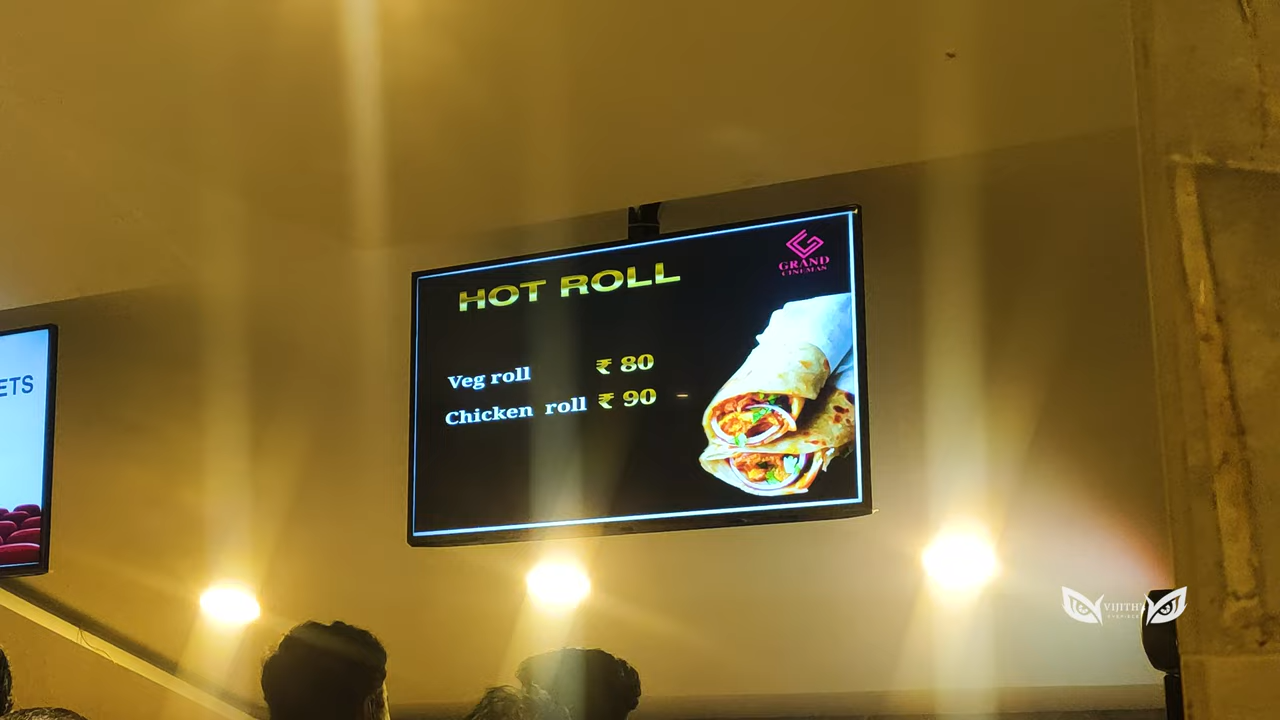 ETS
HOT ROLL
GRAND
CINEMAS
Veg roll ₹ 80
Chicken roll ₹ 90
VIJITH'S